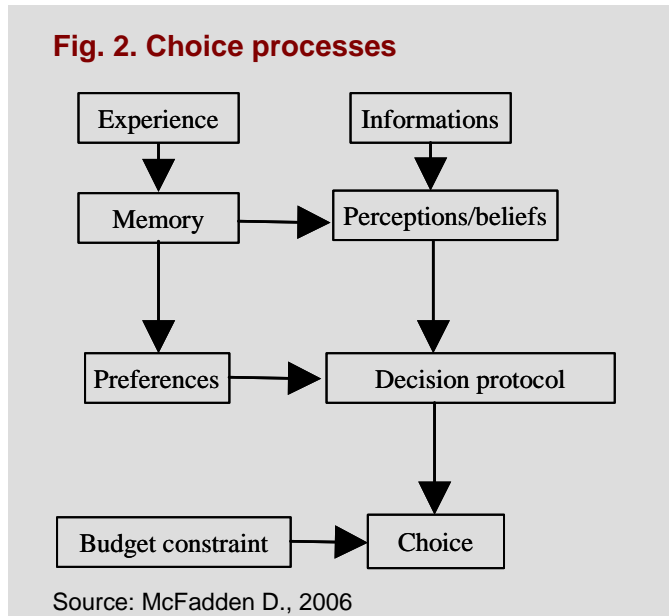 Fig. 2. Choice processes
Experience
Informations
Memory
Perceptions/beliefs
Preferences
Decision protocol
Budget constraint
Choice
Source: McFadden D., 2006